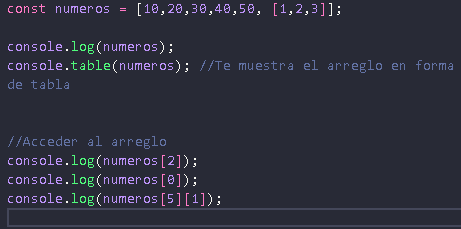 const numeros = [10,20,30,40,50, [1,2,3]];
console.log(numeros);
console.table(numeros); //Te muestra el arreglo en forma
de tabla
//Acceder al arreglo
console.log(numeros[2]);
console.log(numeros[0]);
console.log(numeros[5][1]);